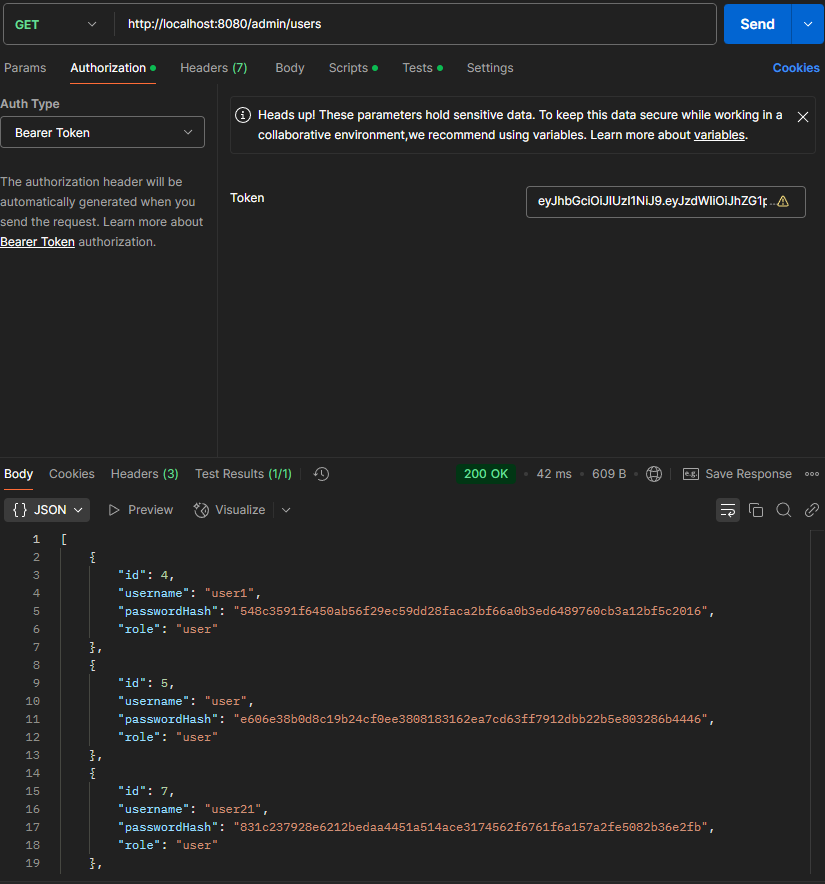 GET http://localhost:8080/admin/users Send
Params Authorization Headers (7) Body Scripts Tests Settings Cookies
Auth Type
Bearer Token
The authorization header will be
automatically generated when you
send the request. Learn more about
Bearer Token authorization.
Heads up! These parameters hold sensitive data. To keep this data secure while working in a
collaborative environment,we recommend using variables. Learn more about variables.
Token
Body Cookies Headers (3) Test Results (1/1) 200 OK • 42 ms • 609 B • e.g. Save Response
{} JSON Preview Visualize
1 [
2 {
3 "id": 4,
4 "username": "user1",
5 "passwordHash": "548c3591f6450ab56f29ec59dd28faca2bf66a0b3ed6489760cb3a12bf5c2016",
6 "role": "user"
7 },
8 {
9 "id": 5,
10 "username": "user",
11 "passwordHash": "e606e38b0d8c19b24cf0ee3808183162ea7cd63ff7912dbb22b5e803286b4446",
12 "role": "user"
13 },
14 {
15 "id": 7,
16 "username": "user21",
17 "passwordHash": "831c237928e6212bedaa4451a514ace3174562f6761f6a157a2fe5082b36e2fb",
18 "role": "user"
19 },